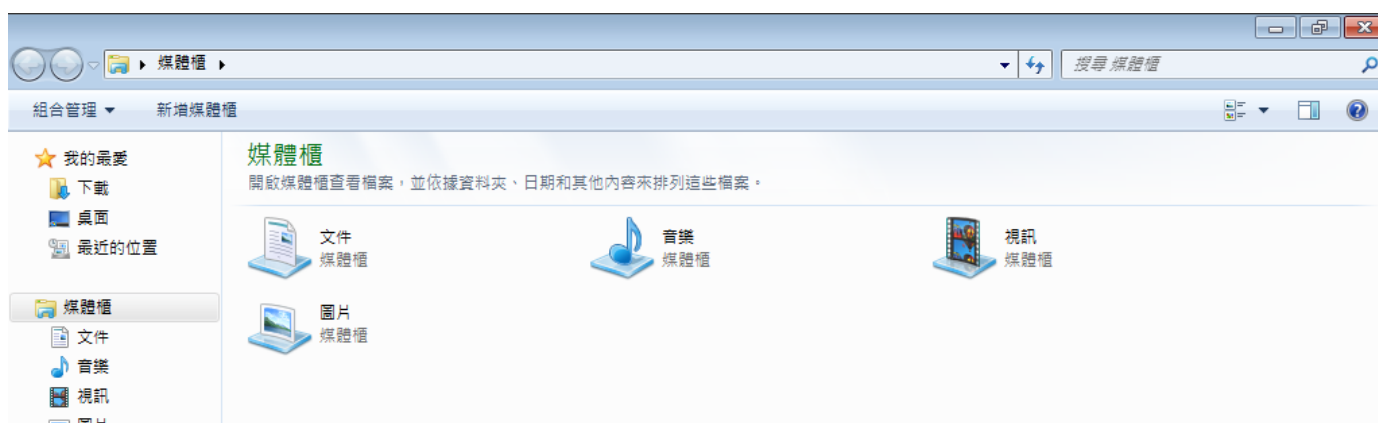 媒體櫃
搜尋 媒體櫃
組合管理 新增媒體櫃
我的最愛
下載
桌面
最近的位置
媒體櫃
文件
音樂
視訊
圖片
媒體櫃
開啟媒體櫃查看檔案，並依據資料夾、日期和其他內容來排列這些檔案。
文件
媒體櫃
音樂
媒體櫃
視訊
媒體櫃
圖片
媒體櫃